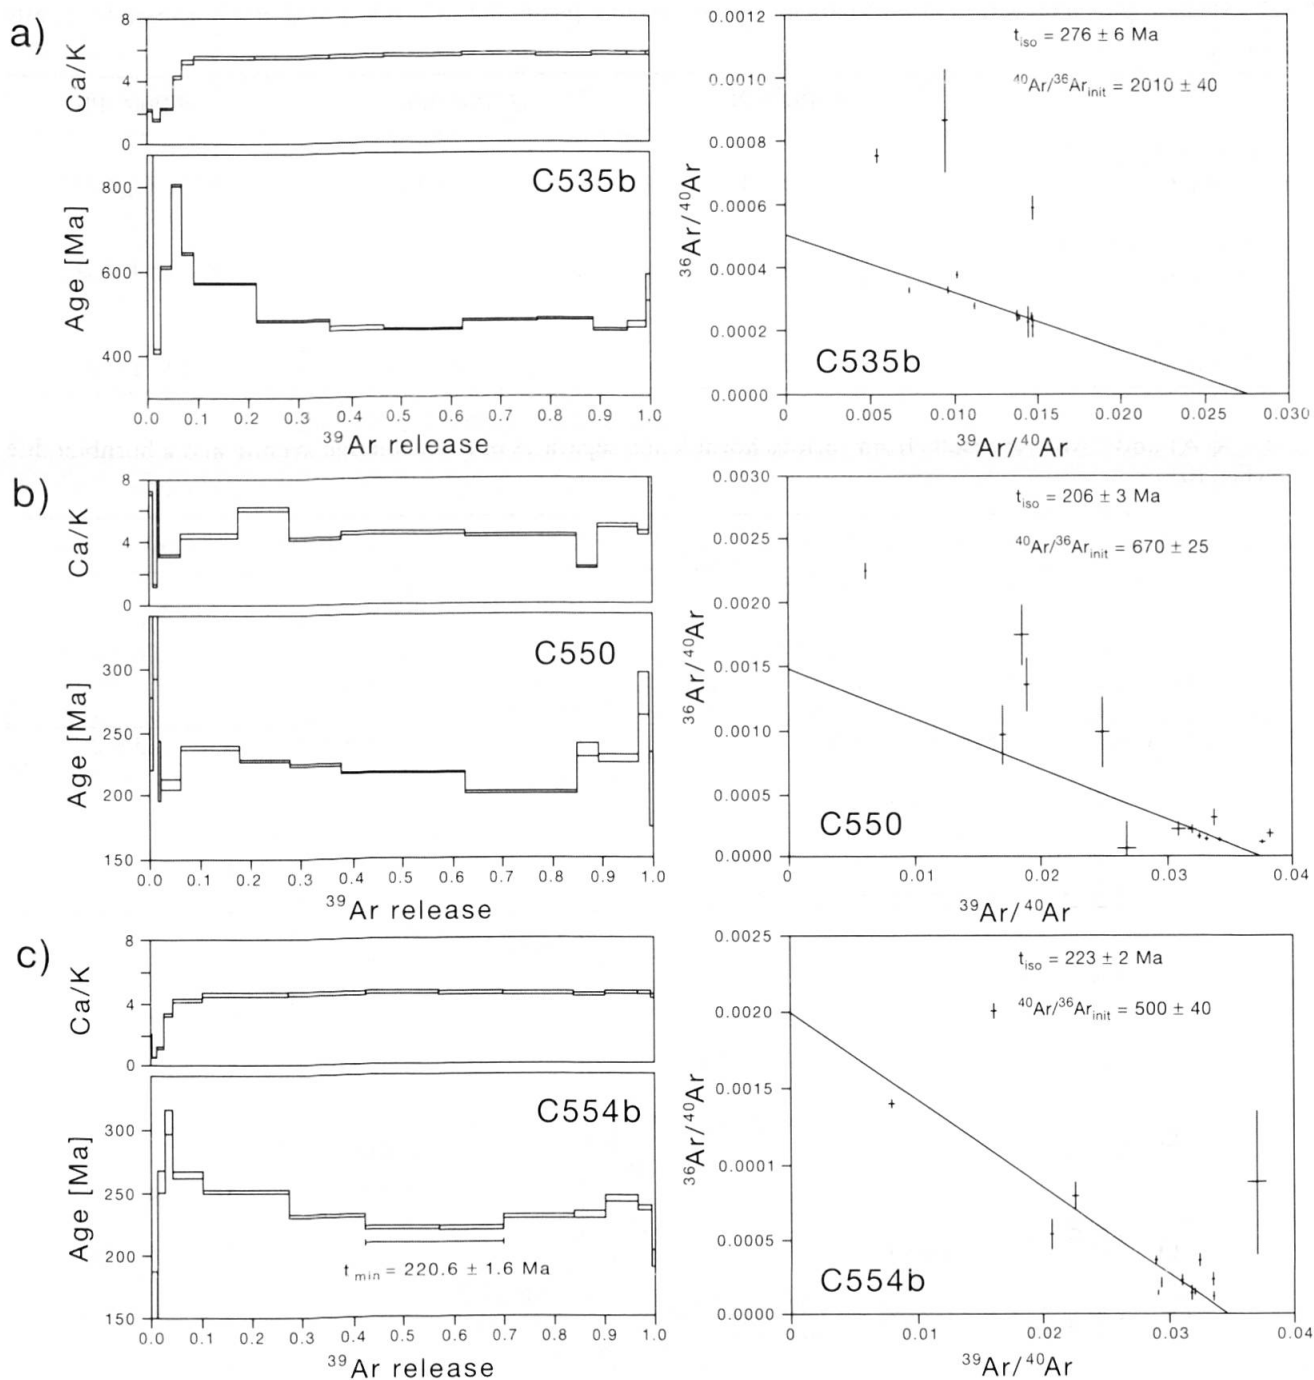 a)
8
4
0
Ca/K
800
600
400
Age [Ma]
C535b
0.0 0.1 0.2 0.3 0.4 0.5 0.6 0.7 0.8 0.9 1.0
³⁹Ar release
0.0012
0.0010
0.0008
0.0006
0.0004
0.0002
0.0000
³⁶Ar/⁴⁰Ar
t_iso = 276 ± 6 Ma
⁴⁰Ar/³⁶Ar_init = 2010 ± 40
C535b
0 0.005 0.010 0.015 0.020 0.025 0.030
³⁹Ar/⁴⁰Ar
b)
8
4
0
Ca/K
300
250
200
150
Age [Ma]
C550
0.0 0.1 0.2 0.3 0.4 0.5 0.6 0.7 0.8 0.9 1.0
³⁹Ar release
0.0030
0.0025
0.0020
0.0015
0.0010
0.0005
0.0000
³⁶Ar/⁴⁰Ar
t_iso = 206 ± 3 Ma
⁴⁰Ar/³⁶Ar_init = 670 ± 25
C550
0 0.01 0.02 0.03 0.04
³⁹Ar/⁴⁰Ar
c)
8
4
0
Ca/K
300
250
200
150
Age [Ma]
C554b
t_min = 220.6 ± 1.6 Ma
0.0 0.1 0.2 0.3 0.4 0.5 0.6 0.7 0.8 0.9 1.0
³⁹Ar release
0.0025
0.0020
0.0015
0.0010
0.0005
0.0000
³⁶Ar/⁴⁰Ar
t_iso = 223 ± 2 Ma
⁴⁰Ar/³⁶Ar_init = 500 ± 40
C554b
0 0.01 0.02 0.03 0.04
³⁹Ar/⁴⁰Ar